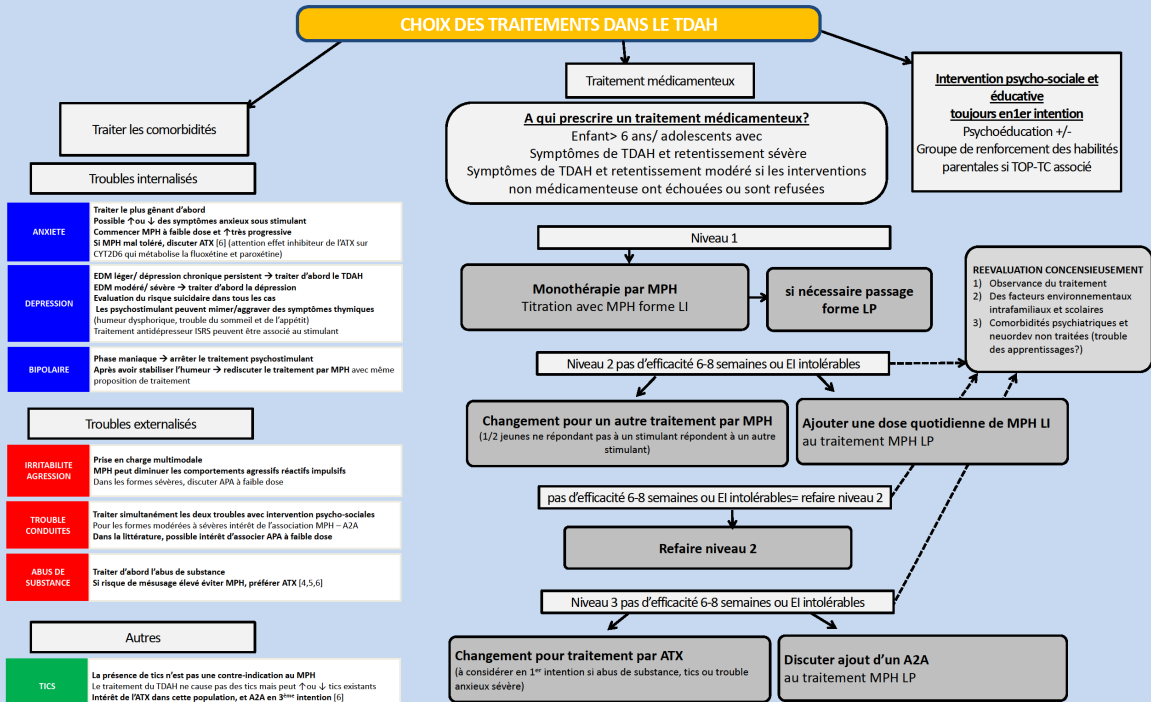 CHOIX DES TRAITEMENTS DANS LE TDAH
Traiter les comorbidités
Troubles internalisés
ANXIETE
Traiter le plus gênant d'abord
Possible ↑ou ↓ des symptômes anxieux sous stimulant
Commencer MPH à faible dose et ↑très progressive
Si MPH mal toléré, discuter ATX [6] (attention effet inhibiteur de l'ATX sur
CYT2D6 qui métabolise la fluoxétine et paroxétine)
DEPRESSION
EDM léger/ dépression chronique persistent → traiter d'abord le TDAH
EDM modéré/ sévère → traiter d'abord la dépression
Evaluation du risque suicidaire dans tous les cas
Les psychostimulant peuvent mimer/aggraver des symptômes thymiques
(humeur dysphorique, trouble du sommeil et de l'appétit)
Traitement antidépresseur ISRS peuvent être associé au stimulant
BIPOLAIRE
Phase maniaque → arrêter le traitement psychostimulant
Après avoir stabiliser l'humeur → rediscuter le traitement par MPH avec même
proposition de traitement
Troubles externalisés
IRRITABILITE
AGRESSION
Prise en charge multimodale
MPH peut diminuer les comportements agressifs réactifs impulsifs
Dans les formes sévères, discuter APA à faible dose
TROUBLE
CONDUITES
Traiter simultanément les deux troubles avec intervention psycho-sociales
Pour les formes modérées à sévères intérêt de l'association MPH – A2A
Dans la littérature, possible intérêt d'associer APA à faible dose
ABUS DE
SUBSTANCE
Traiter d'abord l'abus de substance
Si risque de mésusage élevé éviter MPH, préférer ATX [4,5,6]
Autres
TICS
La présence de tics n'est pas une contre-indication au MPH
Le traitement du TDAH ne cause pas des tics mais peut ↑ou ↓ tics existants
Intérêt de l'ATX dans cette population, et A2A en 3ème intention [6]
Traitement médicamenteux
A qui prescrire un traitement médicamenteux?
Enfant> 6 ans/ adolescents avec
Symptômes de TDAH et retentissement sévère
Symptômes de TDAH et retentissement modéré si les interventions
non médicamenteuse ont échouées ou sont refusées
Niveau 1
Monothérapie par MPH
Titration avec MPH forme LI
si nécessaire passage
forme LP
Niveau 2 pas d'efficacité 6-8 semaines ou EI intolérables
Changement pour un autre traitement par MPH
(1/2 jeunes ne répondant pas à un stimulant répondent à un autre
stimulant)
Ajouter une dose quotidienne de MPH LI
au traitement MPH LP
pas d'efficacité 6-8 semaines ou EI intolérables= refaire niveau 2
Refaire niveau 2
Niveau 3 pas d'efficacité 6-8 semaines ou EI intolérables
Changement pour traitement par ATX
(à considérer en 1er intention si abus de substance, tics ou trouble
anxieux sévère)
Discuter ajout d'un A2A
au traitement MPH LP
Intervention psycho-sociale et
éducative
toujours en1er intention
Psychoéducation +/-
Groupe de renforcement des habilités
parentales si TOP-TC associé
REEVALUATION CONCENSIEUSEMENT
1) Observance du traitement
2) Des facteurs environnementaux
intrafamiliaux et scolaires
3) Comorbidités psychiatriques et
neuordev non traitées (trouble
des apprentissages?)